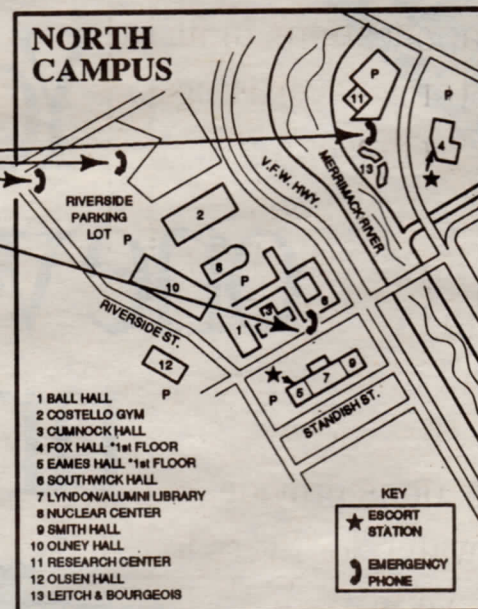 NORTH
CAMPUS
P
11
P
4
13
V.F.W. HWY.
MERRIMACK RIVER
RIVERSIDE
PARKING
LOT
P
2
8
P
10
3
6
1
RIVERSIDE ST.
12
P
P
5
7
9
STANDISH ST.
1 BALL HALL
2 COSTELLO GYM
3 CUMNOCK HALL
4 FOX HALL *1st FLOOR
5 EAMES HALL *1st FLOOR
6 SOUTHWICK HALL
7 LYNDON/ALUMNI LIBRARY
8 NUCLEAR CENTER
9 SMITH HALL
10 OLNEY HALL
11 RESEARCH CENTER
12 OLSEN HALL
13 LEITCH & BOURGEOIS
KEY
ESCORT
STATION
EMERGENCY
PHONE